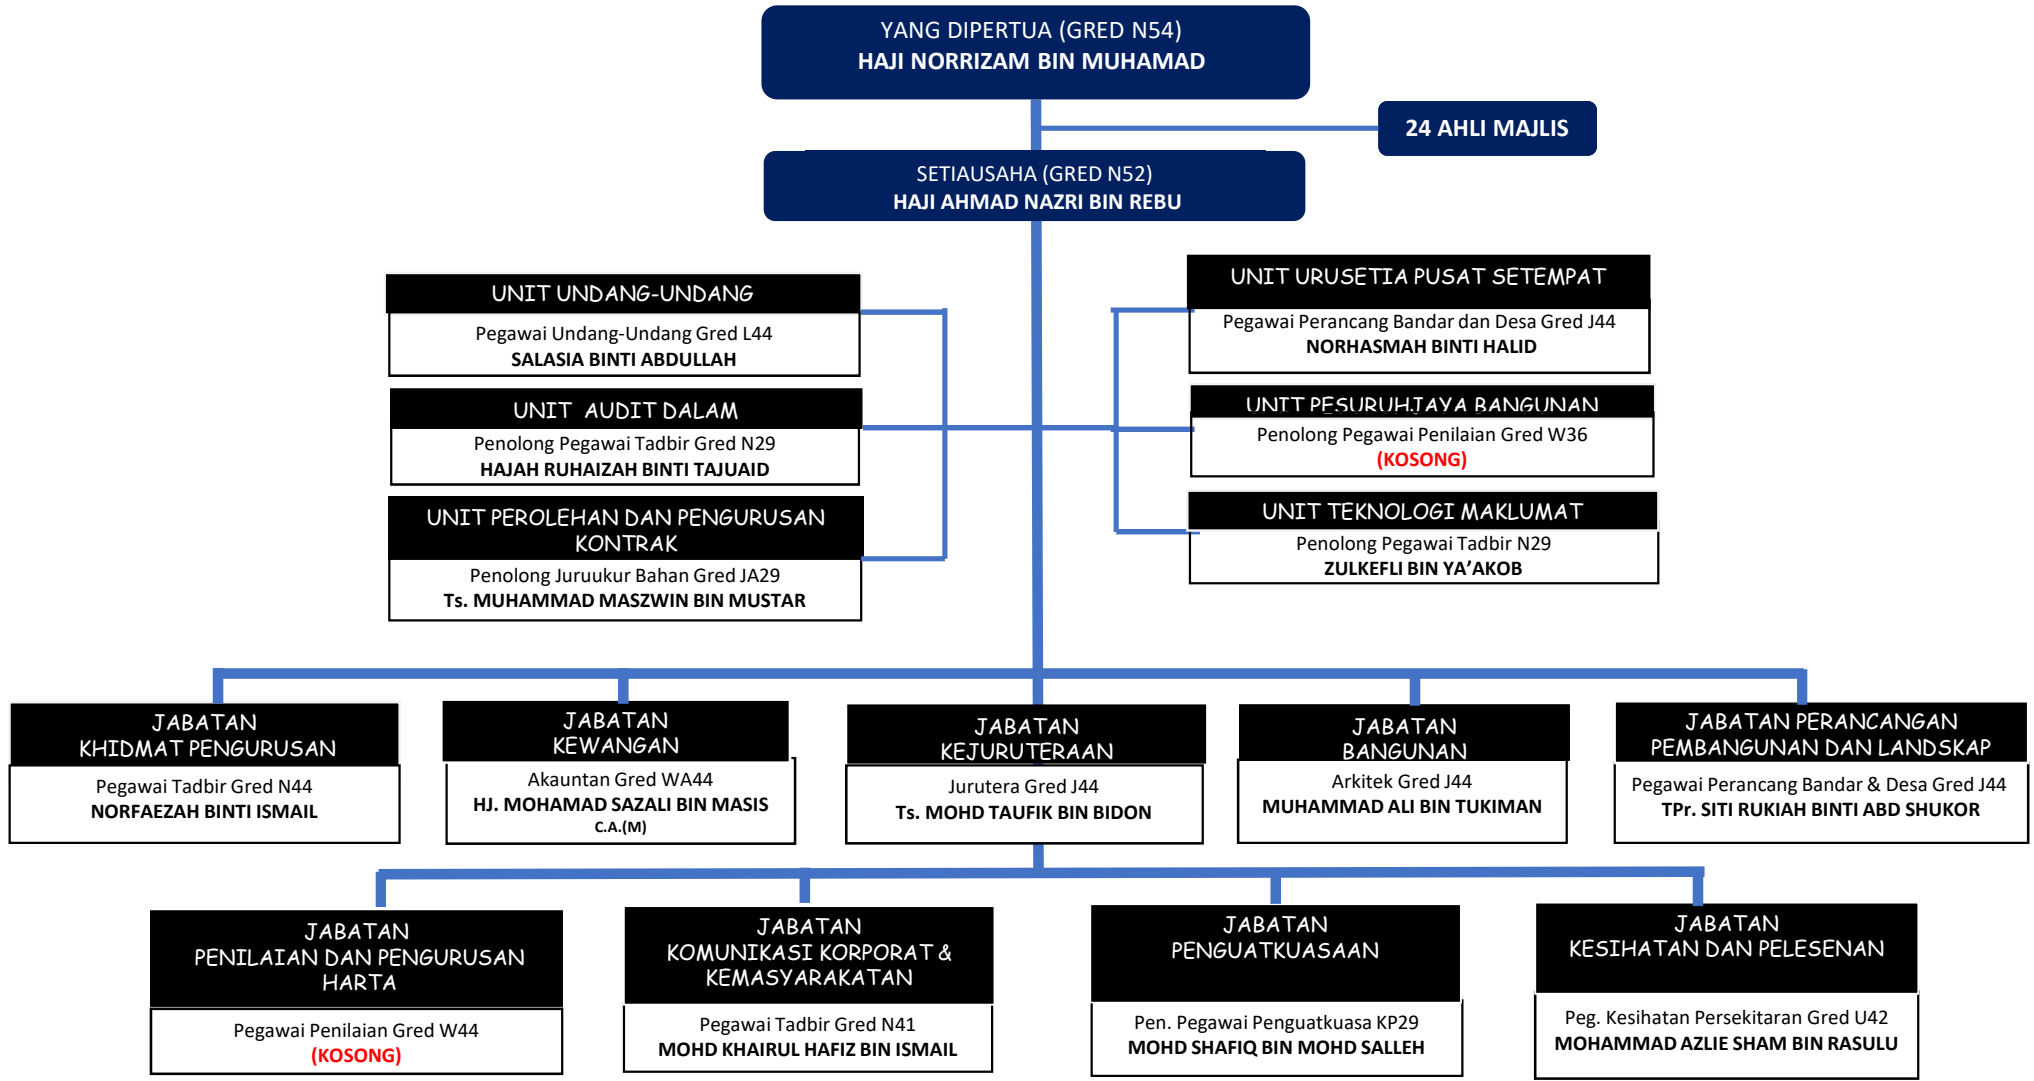 YANG DIPERTUA (GRED N54)
HAJI NORRIZAM BIN MUHAMAD
24 AHLI MAJLIS
SETIAUSAHA (GRED N52)
HAJI AHMAD NAZRI BIN REBU
UNIT UNDANG-UNDANG
Pegawai Undang-Undang Gred L44
SALASIA BINTI ABDULLAH
UNIT AUDIT DALAM
Penolong Pegawai Tadbir Gred N29
HAJAH RUHAIZAH BINTI TAJUAID
UNIT PEROLEHAN DAN PENGURUSAN
KONTRAK
Penolong Juruukur Bahan Gred JA29
Ts. MUHAMMAD MASZWIN BIN MUSTAR
UNIT URUSETIA PUSAT SETEMPAT
Pegawai Perancang Bandar dan Desa Gred J44
NORHASMAH BINTI HALID
UNIT PESURUHJAYA BANGUNAN
Penolong Pegawai Penilaian Gred W36
(KOSONG)
UNIT TEKNOLOGI MAKLUMAT
Penolong Pegawai Tadbir N29
ZULKEFLI BIN YA’AKOB
JABATAN
KHIDMAT PENGURUSAN
Pegawai Tadbir Gred N44
NORFAEZAH BINTI ISMAIL
JABATAN
KEWANGAN
Akauntan Gred WA44
HJ. MOHAMAD SAZALI BIN MASIS
C.A.(M)
JABATAN
KEJURUTERAAN
Jurutera Gred J44
Ts. MOHD TAUFIK BIN BIDON
JABATAN
BANGUNAN
Arkitek Gred J44
MUHAMMAD ALI BIN TUKIMAN
JABATAN PERANCANGAN
PEMBANGUNAN DAN LANDSKAP
Pegawai Perancang Bandar & Desa Gred J44
TPr. SITI RUKIAH BINTI ABD SHUKOR
JABATAN
PENILAIAN DAN PENGURUSAN
HARTA
Pegawai Penilaian Gred W44
(KOSONG)
JABATAN
KOMUNIKASI KORPORAT &
KEMASYARAKATAN
Pegawai Tadbir Gred N41
MOHD KHAIRUL HAFIZ BIN ISMAIL
JABATAN
PENGUATKUASAAN
Pen. Pegawai Penguatkuasa KP29
MOHD SHAFIQ BIN MOHD SALLEH
JABATAN
KESIHATAN DAN PELESENAN
Peg. Kesihatan Persekitaran Gred U42
MOHAMMAD AZLIE SHAM BIN RASULU